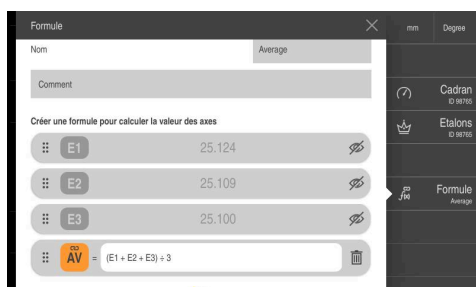 Formule
mm
Degree
Nom
Average
Comment
Cadran
ID 98765
Créer une formule pour calculer la valeur des axes
Etalons
ID 98765
E1
25.124
E2
25.109
Formule
Average
f(x)
E3
25.100
AV
=
(E1 + E2 + E3) ÷ 3